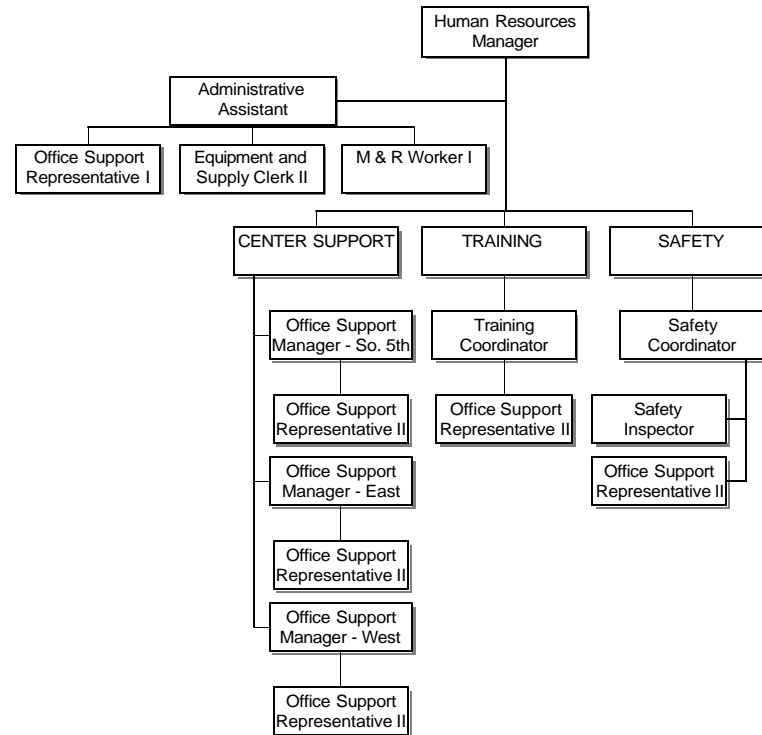 Human Resources
Manager
Administrative
Assistant
Office Support
Representative I
Equipment and
Supply Clerk II
M & R Worker I
CENTER SUPPORT
TRAINING
SAFETY
Office Support
Manager - So. 5th
Training
Coordinator
Safety
Coordinator
Office Support
Representative II
Office Support
Representative II
Safety
Inspector
Office Support
Manager - East
Office Support
Representative II
Office Support
Representative II
Office Support
Manager - West
Office Support
Representative II